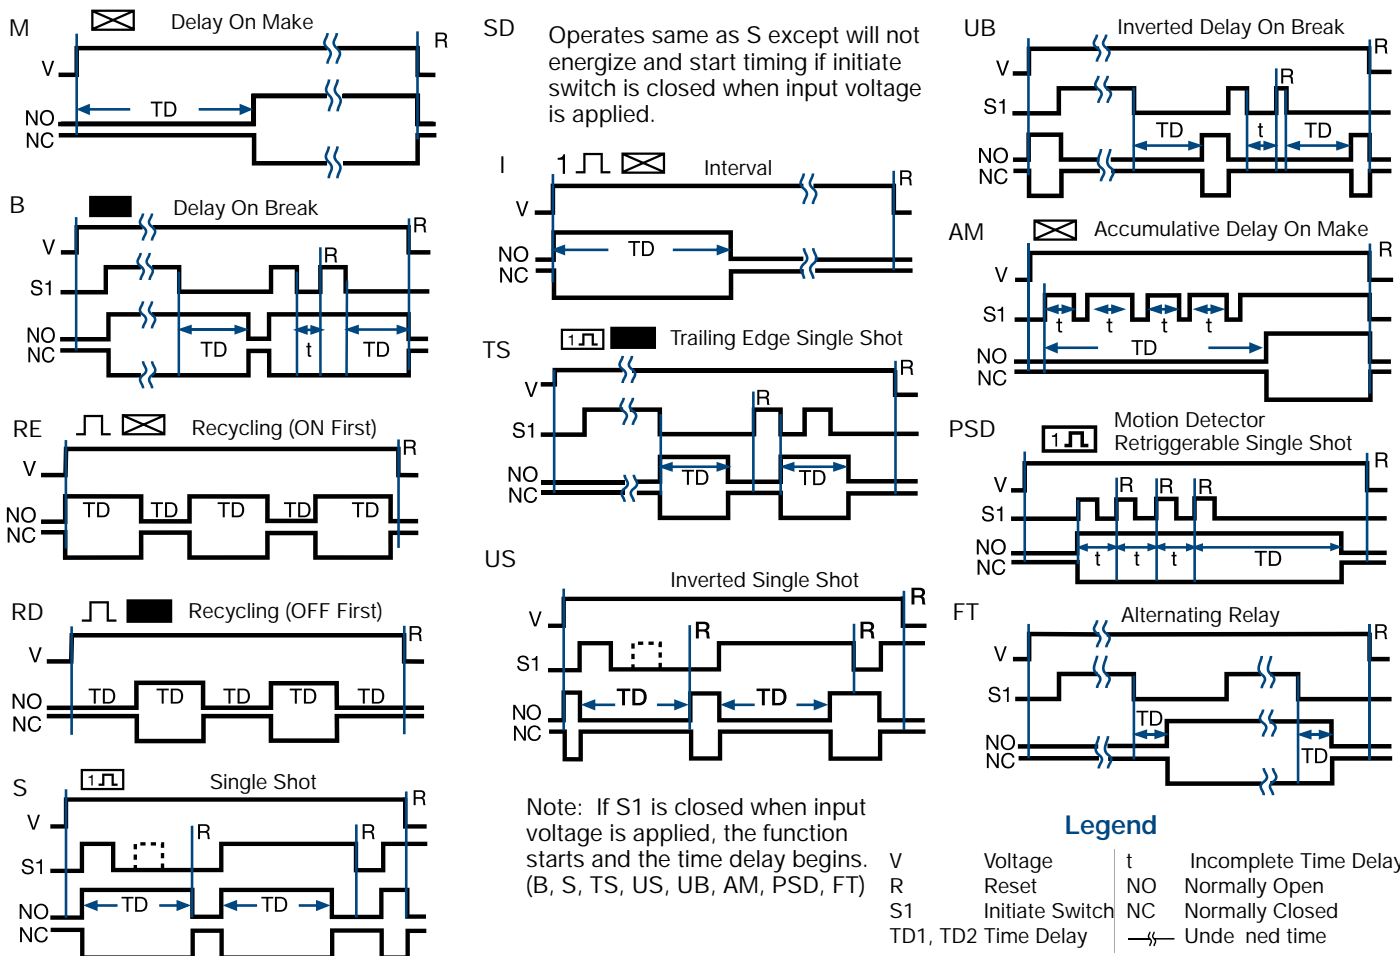 M Delay On Make
R
V
TD
NO
NC
B Delay On Break
R
V
R
S1
NO
NC
TD t TD
RE Recycling (ON First)
R
V
TD TD TD TD TD
NO
NC
RD Recycling (OFF First)
R
V
TD TD TD TD TD
NO
NC
S 1 Single Shot
R
V
R R
S1
TD TD
NO
NC
SD Operates same as S except will not
energize and start timing if initiate
switch is closed when input voltage
is applied.
I 1 Interval
R
V
TD
NO
NC
TS 1 Trailing Edge Single Shot
R
V
R
S1
NO
NC
TD TD
US
Inverted Single Shot
R
V
R R
S1
TD TD
NO
NC
Note: If S1 is closed when input
voltage is applied, the function
starts and the time delay begins.
(B, S, TS, US, UB, AM, PSD, FT)
UB Inverted Delay On Break
R
V
R
S1
TD t TD
NO
NC
AM Accumulative Delay On Make
R
V
S1
t t t t
TD
NO
NC
PSD 1 Motion Detector
Retriggerable Single Shot
R
V
R R R
S1
NO
NC
t t t TD
FT Alternating Relay
R
V
S1
TD
NO
NC
TD
Legend
V Voltage
R Reset
S1 Initiate Switch
TD1, TD2 Time Delay
t Incomplete Time Delay
NO Normally Open
NC Normally Closed
Unde ned time